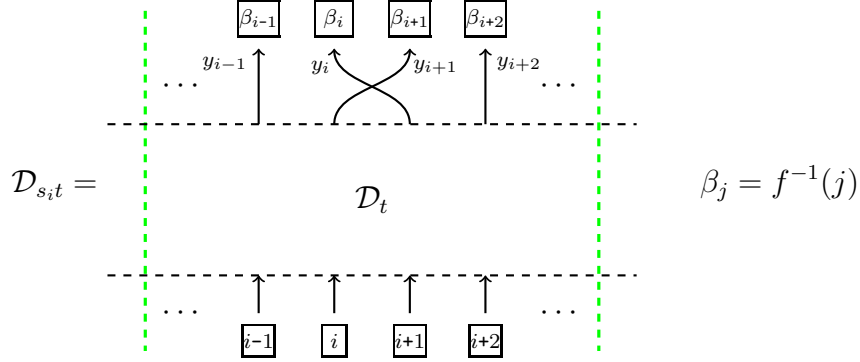 β_{i-1} β_i β_{i+1} β_{i+2}
⋯ y_{i−1} y_i y_{i+1} y_{i+2} ⋯
𝒟_{s_i t} = 𝒟_t β_j = f^{−1}(j)
⋯ ⋯
i-1 i i+1 i+2